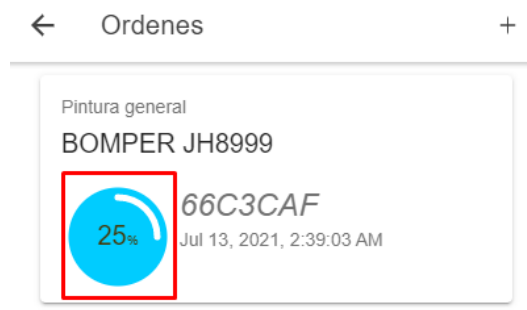 Ordenes
Pintura general
BOMPER JH8999
66C3CAF
25%
Jul 13, 2021, 2:39:03 AM